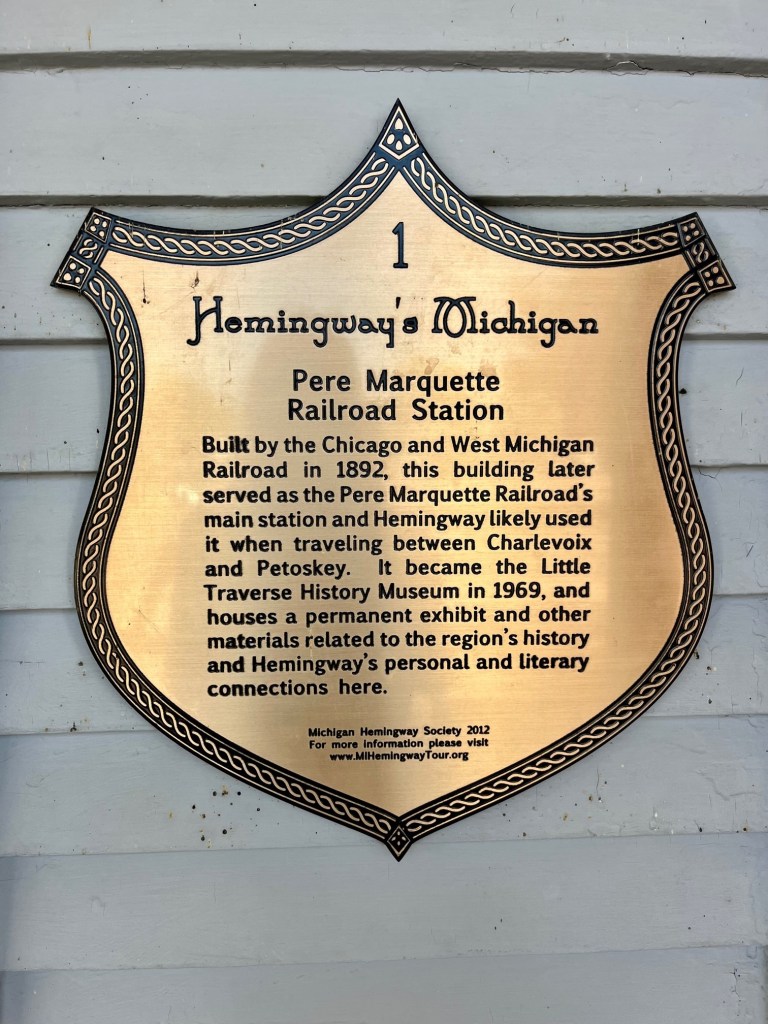 1
Hemingway's Michigan
Pere Marquette
Railroad Station
Built by the Chicago and West Michigan
Railroad in 1892, this building later
served as the Pere Marquette Railroad's
main station and Hemingway likely used
it when traveling between Charlevoix
and Petoskey. It became the Little
Traverse History Museum in 1969, and
houses a permanent exhibit and other
materials related to the region's history
and Hemingway's personal and literary
connections here.
Michigan Hemingway Society 2012
For more information please visit
www.MIHemingwayTour.org